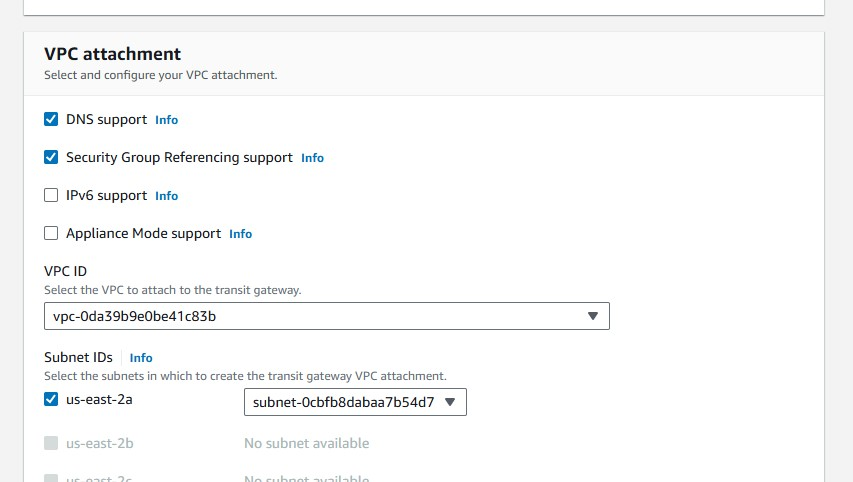 VPC attachment
Select and configure your VPC attachment.
DNS support Info
Security Group Referencing support Info
IPv6 support Info
Appliance Mode support Info
VPC ID
Select the VPC to attach to the transit gateway.
vpc-0da39b9e0be41c83b
Subnet IDs Info
Select the subnets in which to create the transit gateway VPC attachment.
us-east-2a subnet-0cbfb8dabaa7b54d7
us-east-2b No subnet available
us-east-2c No subnet available